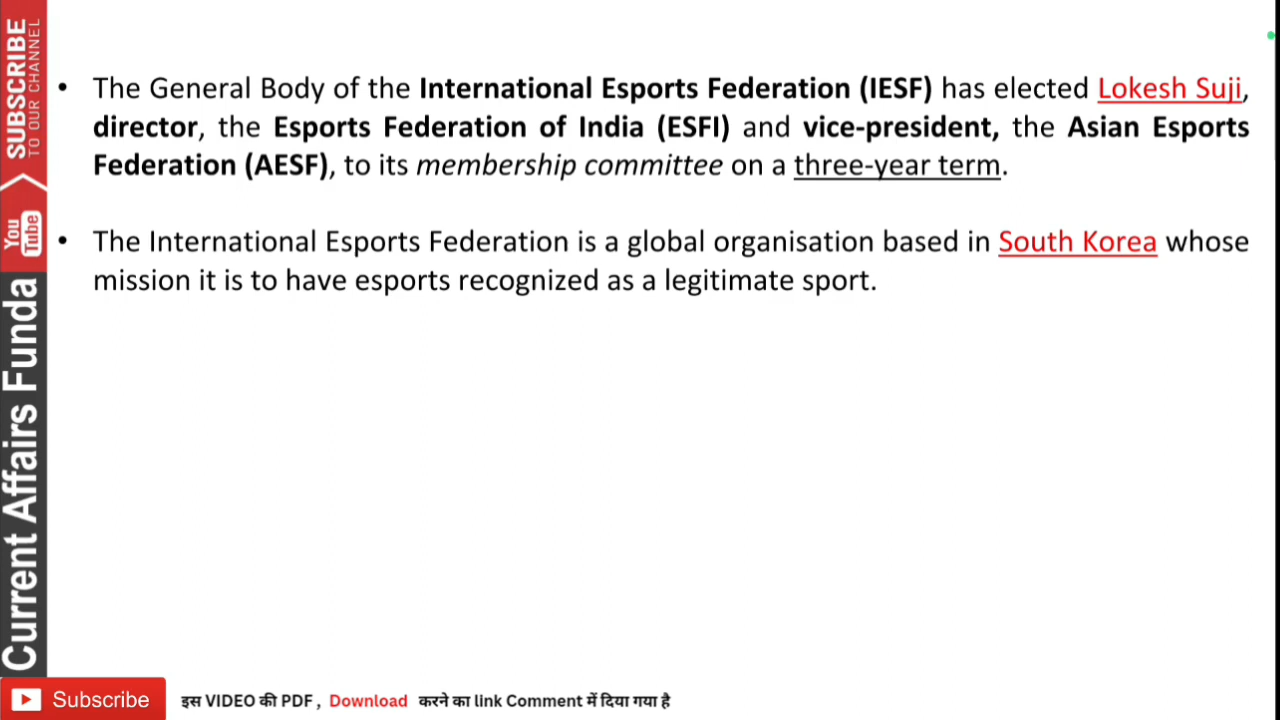 • The General Body of the International Esports Federation (IESF) has elected Lokesh Suji,
director, the Esports Federation of India (ESFI) and vice-president, the Asian Esports
Federation (AESF), to its membership committee on a three-year term.
• The International Esports Federation is a global organisation based in South Korea whose
mission it is to have esports recognized as a legitimate sport.
SUBSCRIBE
TO OUR CHANNEL
You
Tube
Current Affairs Funda
Subscribe
इस VIDEO की PDF , Download करने का link Comment में दिया गया है